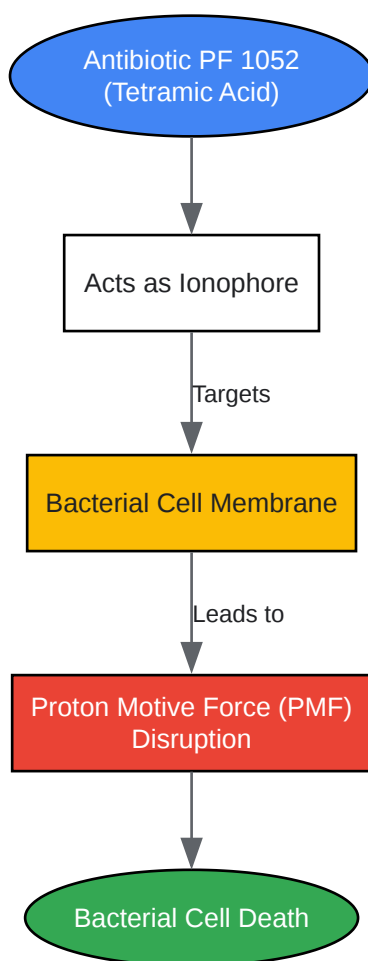 Antibiotic PF 1052
(Tetramic Acid)
Acts as Ionophore
Targets
Bacterial Cell Membrane
Leads to
Proton Motive Force (PMF)
Disruption
Bacterial Cell Death